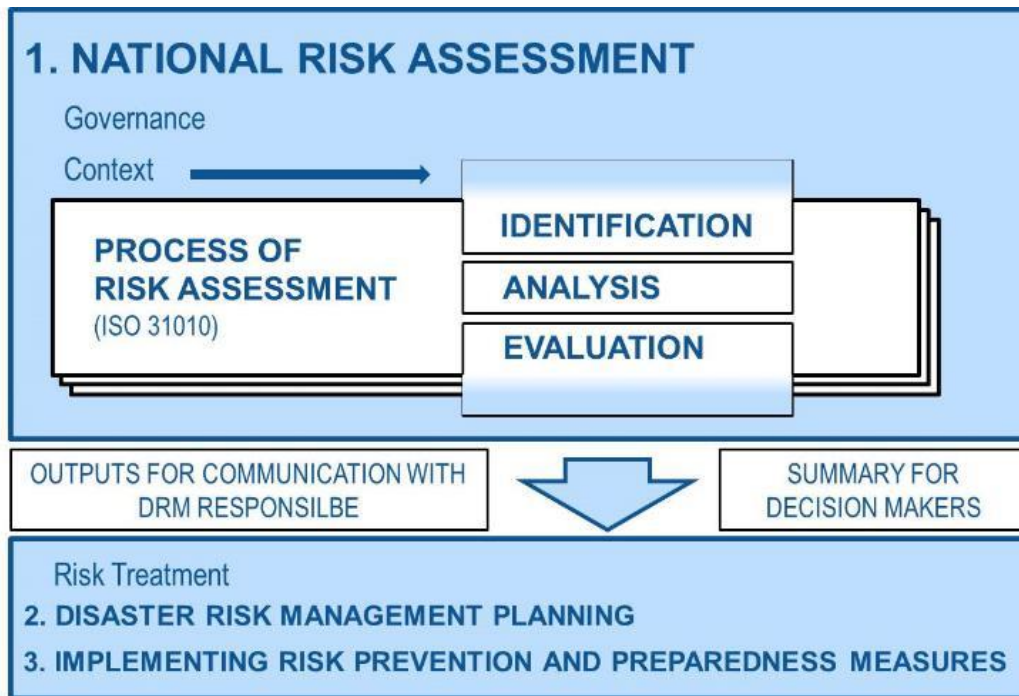 1. NATIONAL RISK ASSESSMENT
Governance
Context
PROCESS OF
RISK ASSESSMENT
(ISO 31010)
IDENTIFICATION
ANALYSIS
EVALUATION
OUTPUTS FOR COMMUNICATION WITH
DRM RESPONSILBE
SUMMARY FOR
DECISION MAKERS
Risk Treatment
2. DISASTER RISK MANAGEMENT PLANNING
3. IMPLEMENTING RISK PREVENTION AND PREPAREDNESS MEASURES